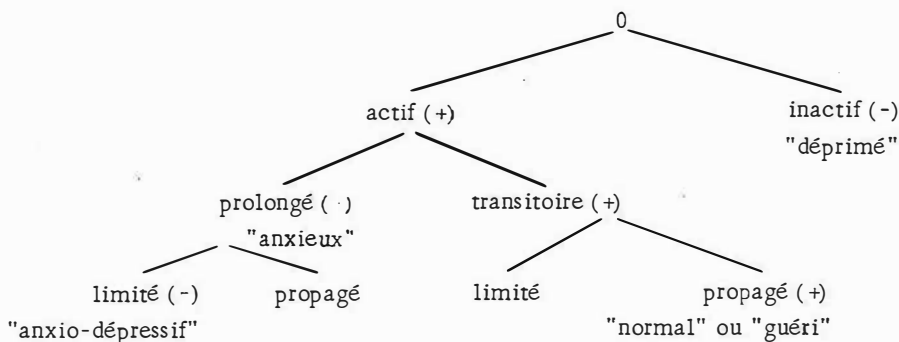 0
actif (+)
inactif (-)
"déprimé"
prolongé ( · )
transitoire (+)
"anxieux"
limité (-)
propagé
limité
propagé (+)
"anxio-dépressif"
"normal" ou "guéri"